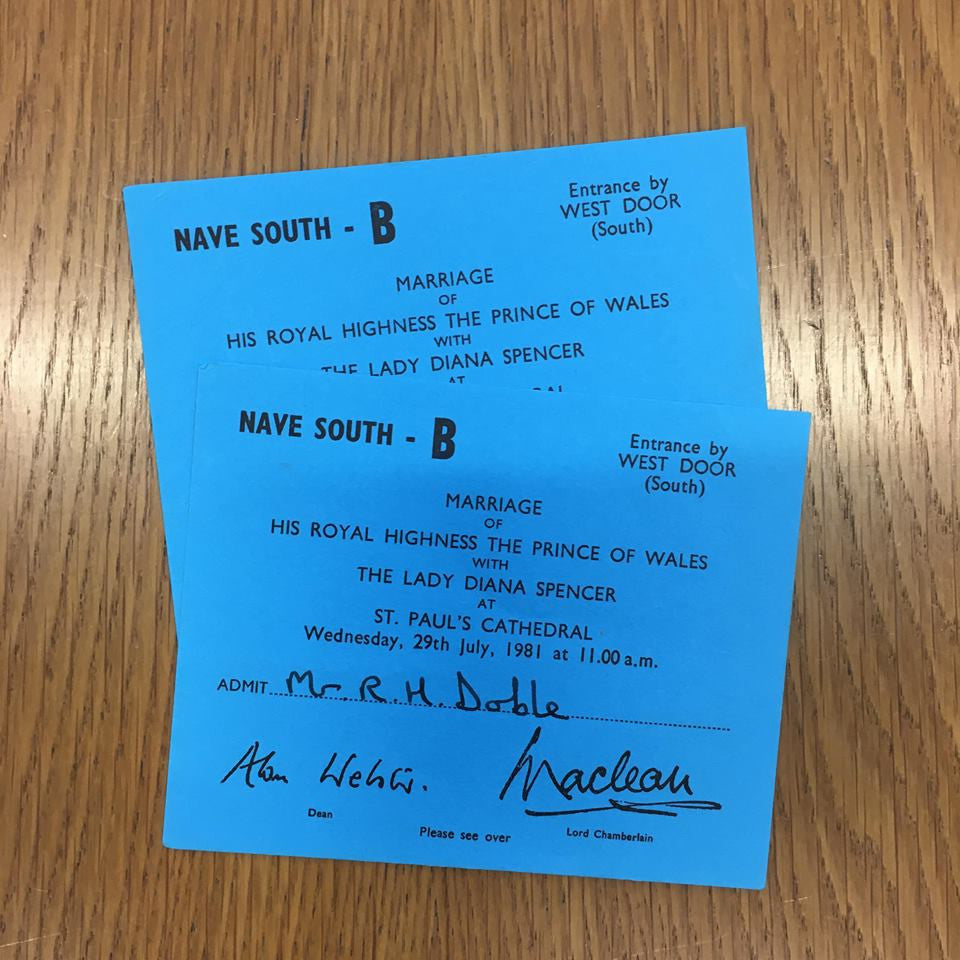 NAVE SOUTH - B
Entrance by
WEST DOOR
(South)
MARRIAGE
OF
HIS ROYAL HIGHNESS THE PRINCE OF WALES
WITH
THE LADY DIANA SPENCER
AT
NAVE SOUTH - B
Entrance by
WEST DOOR
(South)
MARRIAGE
OF
HIS ROYAL HIGHNESS THE PRINCE OF WALES
WITH
THE LADY DIANA SPENCER
AT
ST. PAUL'S CATHEDRAL
Wednesday, 29th July, 1981 at 11.00 a.m.
ADMIT Mr. R. H. Doble
Alan Webster. Maclean
Dean
Lord Chamberlain
Please see over